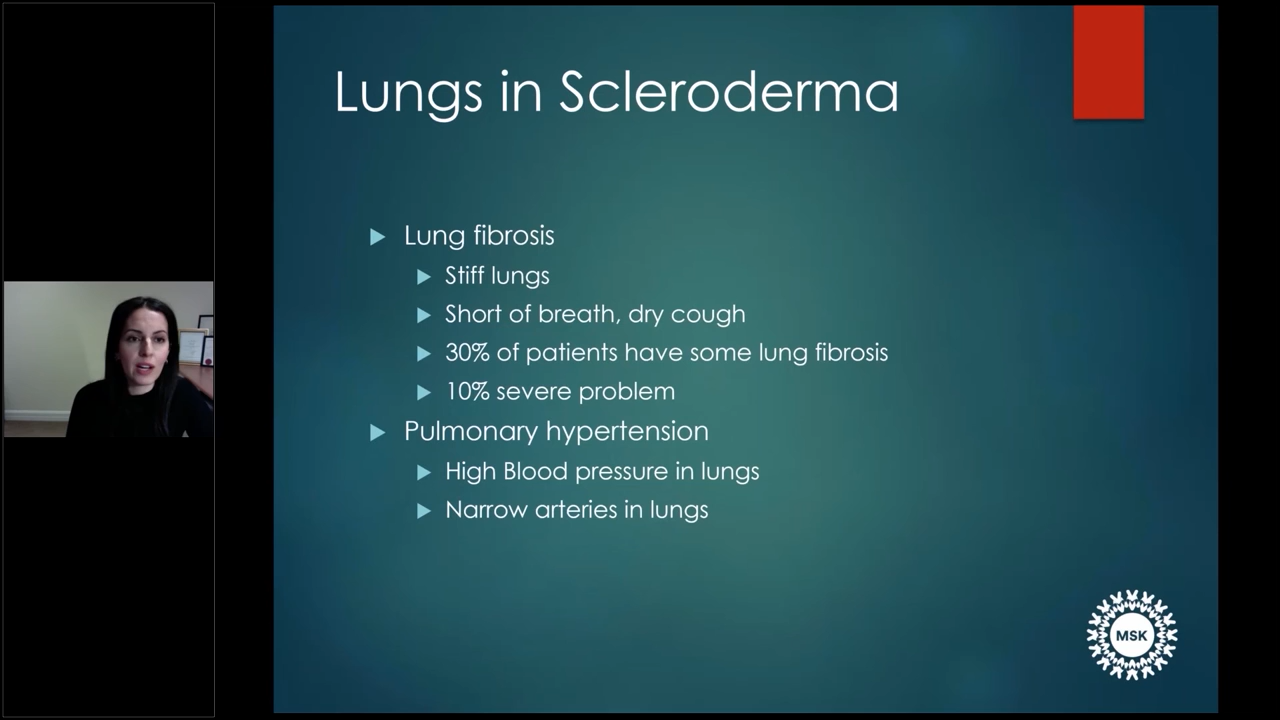 Lungs in Scleroderma
Lung fibrosis
Stiff lungs
Short of breath, dry cough
30% of patients have some lung fibrosis
10% severe problem
Pulmonary hypertension
High Blood pressure in lungs
Narrow arteries in lungs
MSK